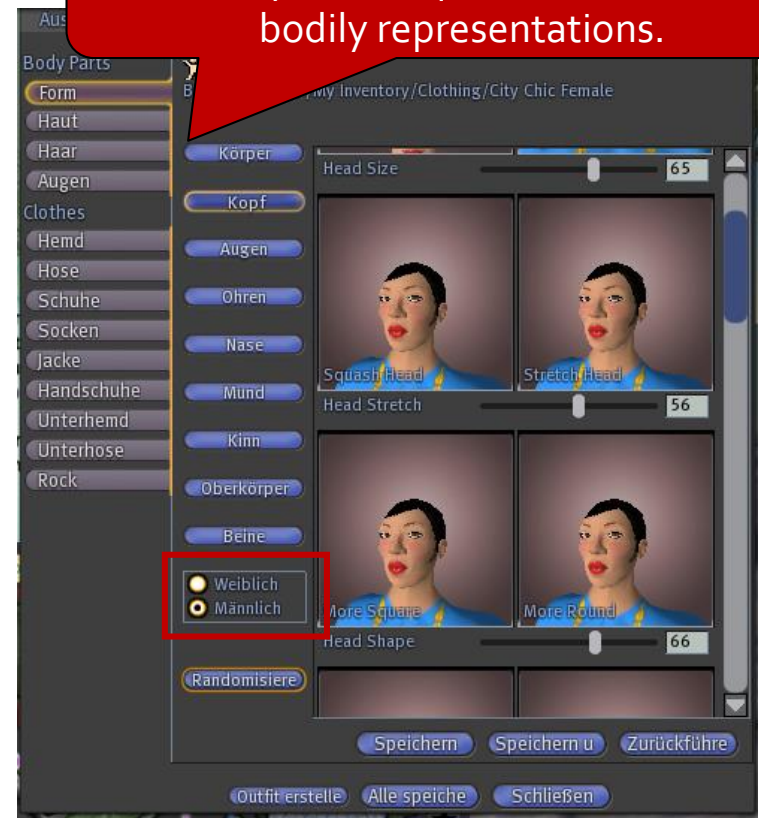 bodily representations.
Aus
Body Parts
Form
Haut
Haar
Augen
Clothes
Hemd
Hose
Schuhe
Socken
Jacke
Handschuhe
Unterhemd
Unterhose
Rock
My Inventory/Clothing/City Chic Female
Körper
Kopf
Augen
Ohren
Nase
Mund
Kinn
Oberkörper
Beine
Weiblich
Männlich
Randomisiere
Head Size 65
Squash Head Stretch Head
Head Stretch 56
More Square More Round
Head Shape 66
Speichern Speichern u Zurückführe
Outfit erstelle Alle speiche Schließen